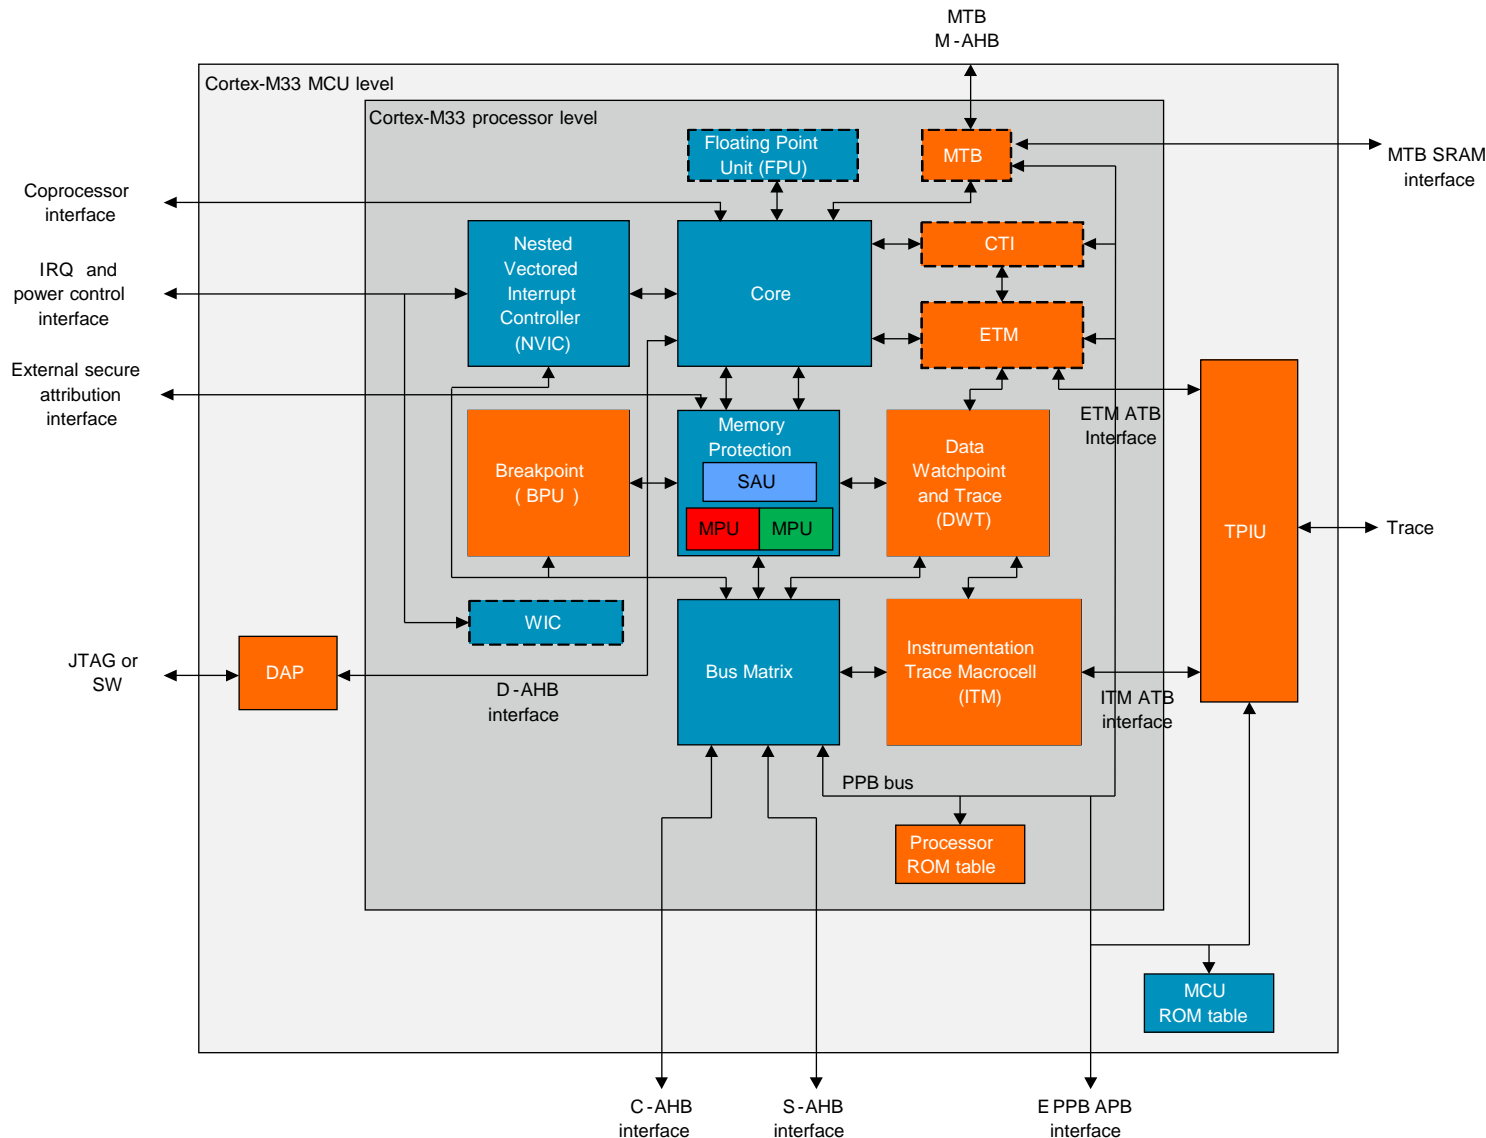 MTB
M-AHB
Cortex-M33 MCU level
Cortex-M33 processor level
Floating Point
Unit (FPU)
MTB
MTB SRAM
interface
Coprocessor
interface
Nested
Vectored
Interrupt
Controller
(NVIC)
Core
CTI
IRQ and
power control
interface
ETM
External secure
attribution
interface
ETM ATB
Interface
Breakpoint
( BPU )
Memory
Protection
SAU
MPU
MPU
Data
Watchpoint
and Trace
(DWT)
TPIU
Trace
WIC
JTAG or
SW
DAP
D-AHB
interface
Bus Matrix
Instrumentation
Trace Macrocell
(ITM)
ITM ATB
interface
PPB bus
Processor
ROM table
MCU
ROM table
C-AHB
interface
S-AHB
interface
EPPB APB
interface